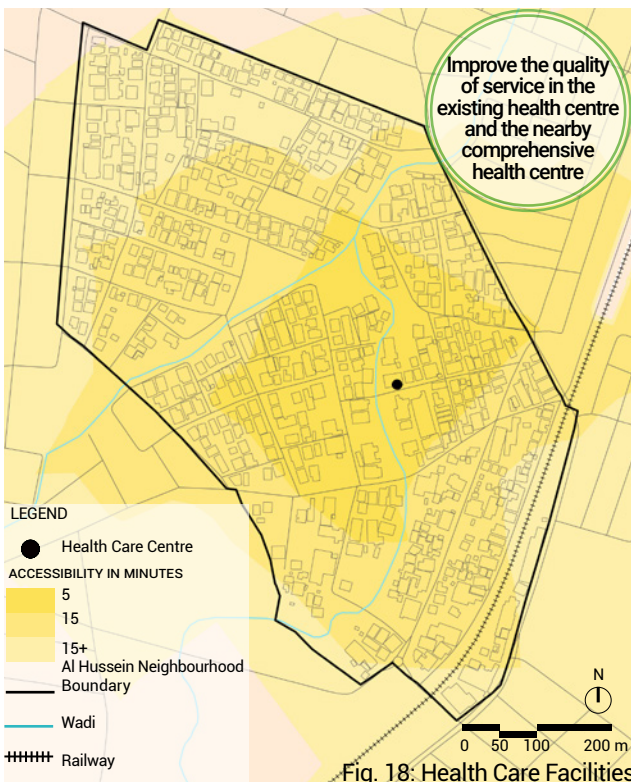 Improve the quality
of service in the
existing health centre
and the nearby
comprehensive
health centre
LEGEND
Health Care Centre
ACCESSIBILITY IN MINUTES
5
15
15+
Al Hussein Neighbourhood
Boundary
Wadi
Railway
N
0 50 100 200 m
Fig. 18: Health Care Facilities